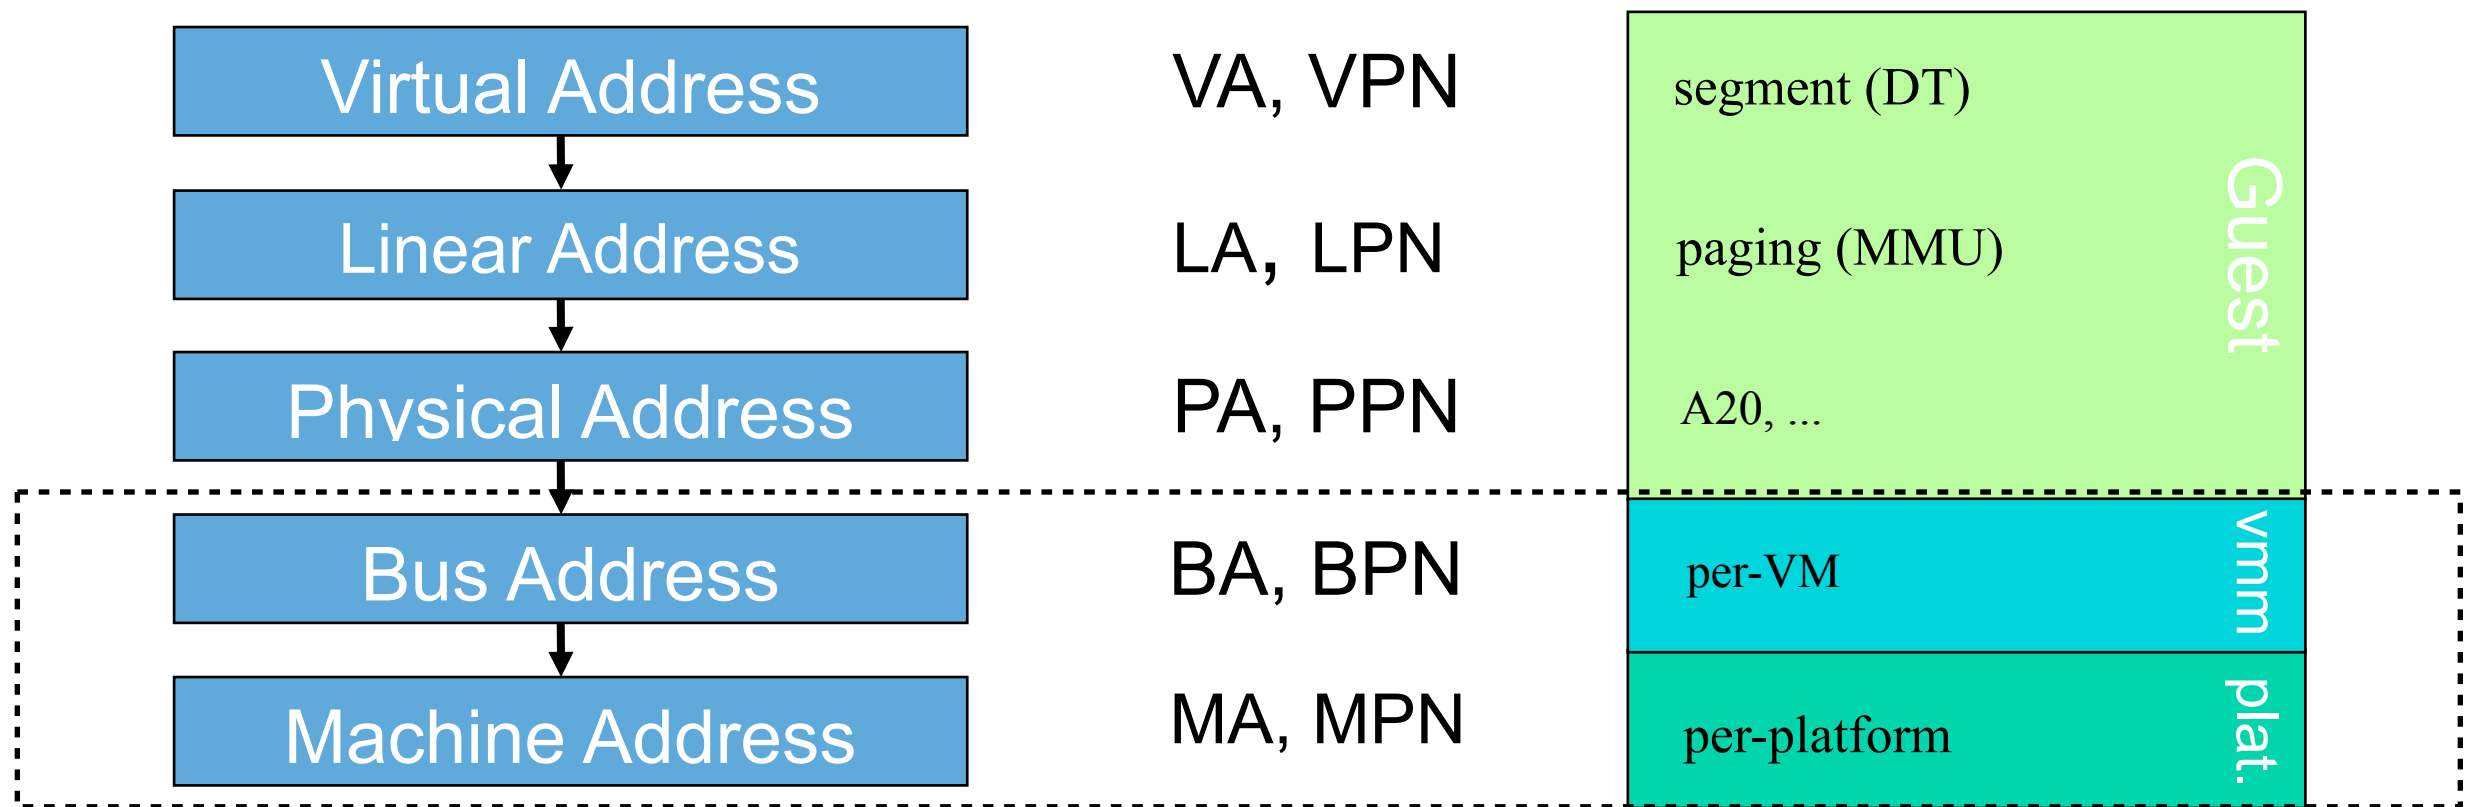 Virtual Address
VA, VPN
segment (DT)
Linear Address
LA, LPN
paging (MMU)
Guest
Physical Address
PA, PPN
A20, ...
Bus Address
BA, BPN
per-VM
vmm
Machine Address
MA, MPN
per-platform
plat.